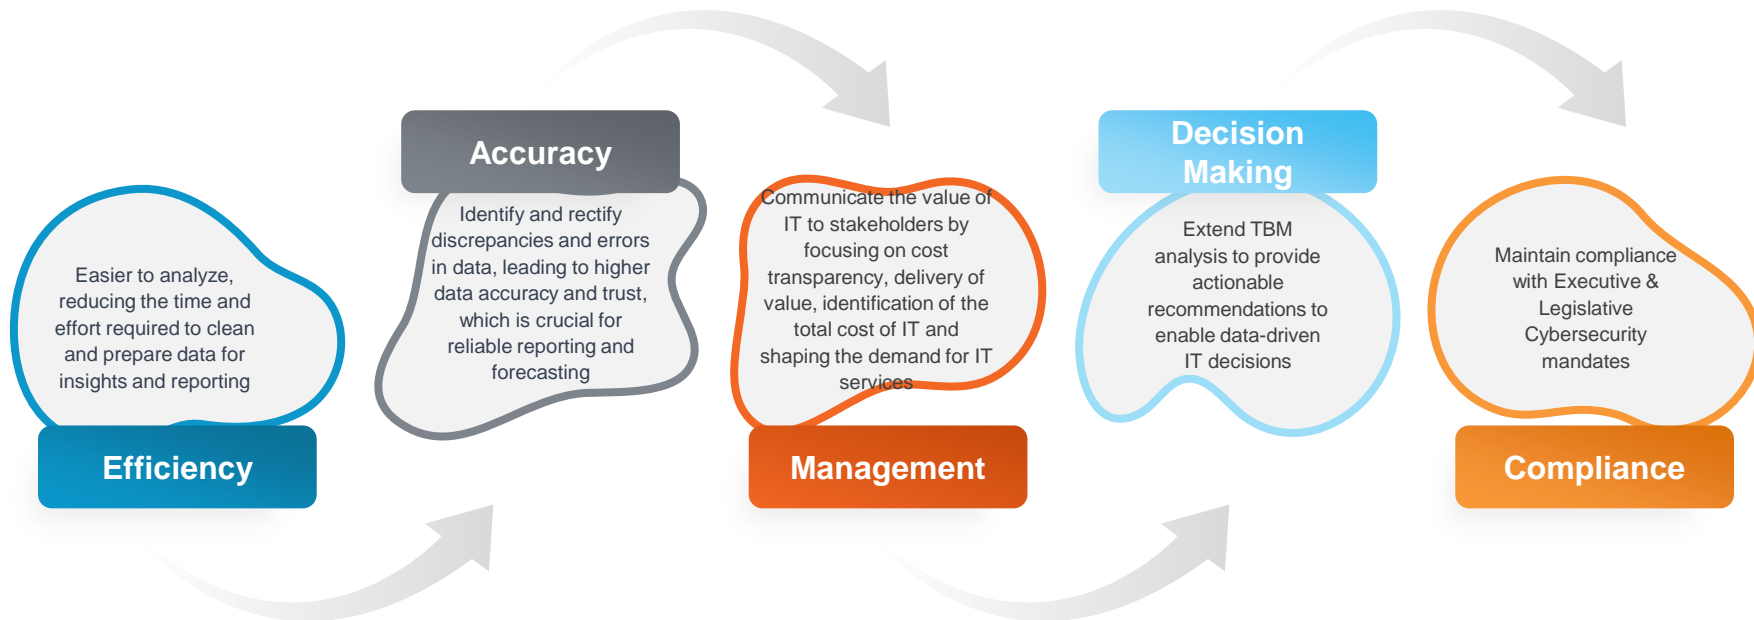 Easier to analyze,
reducing the time and
effort required to clean
and prepare data for
insights and reporting
Efficiency
Accuracy
Identify and rectify
discrepancies and errors
in data, leading to higher
data accuracy and trust,
which is crucial for
reliable reporting and
forecasting
Communicate the value of
IT to stakeholders by
focusing on cost
transparency, delivery of
value, identification of the
total cost of IT and
shaping the demand for IT
services
Management
Decision
Making
Extend TBM
analysis to provide
actionable
recommendations to
enable data-driven
IT decisions
Maintain compliance
with Executive &
Legislative
Cybersecurity
mandates
Compliance